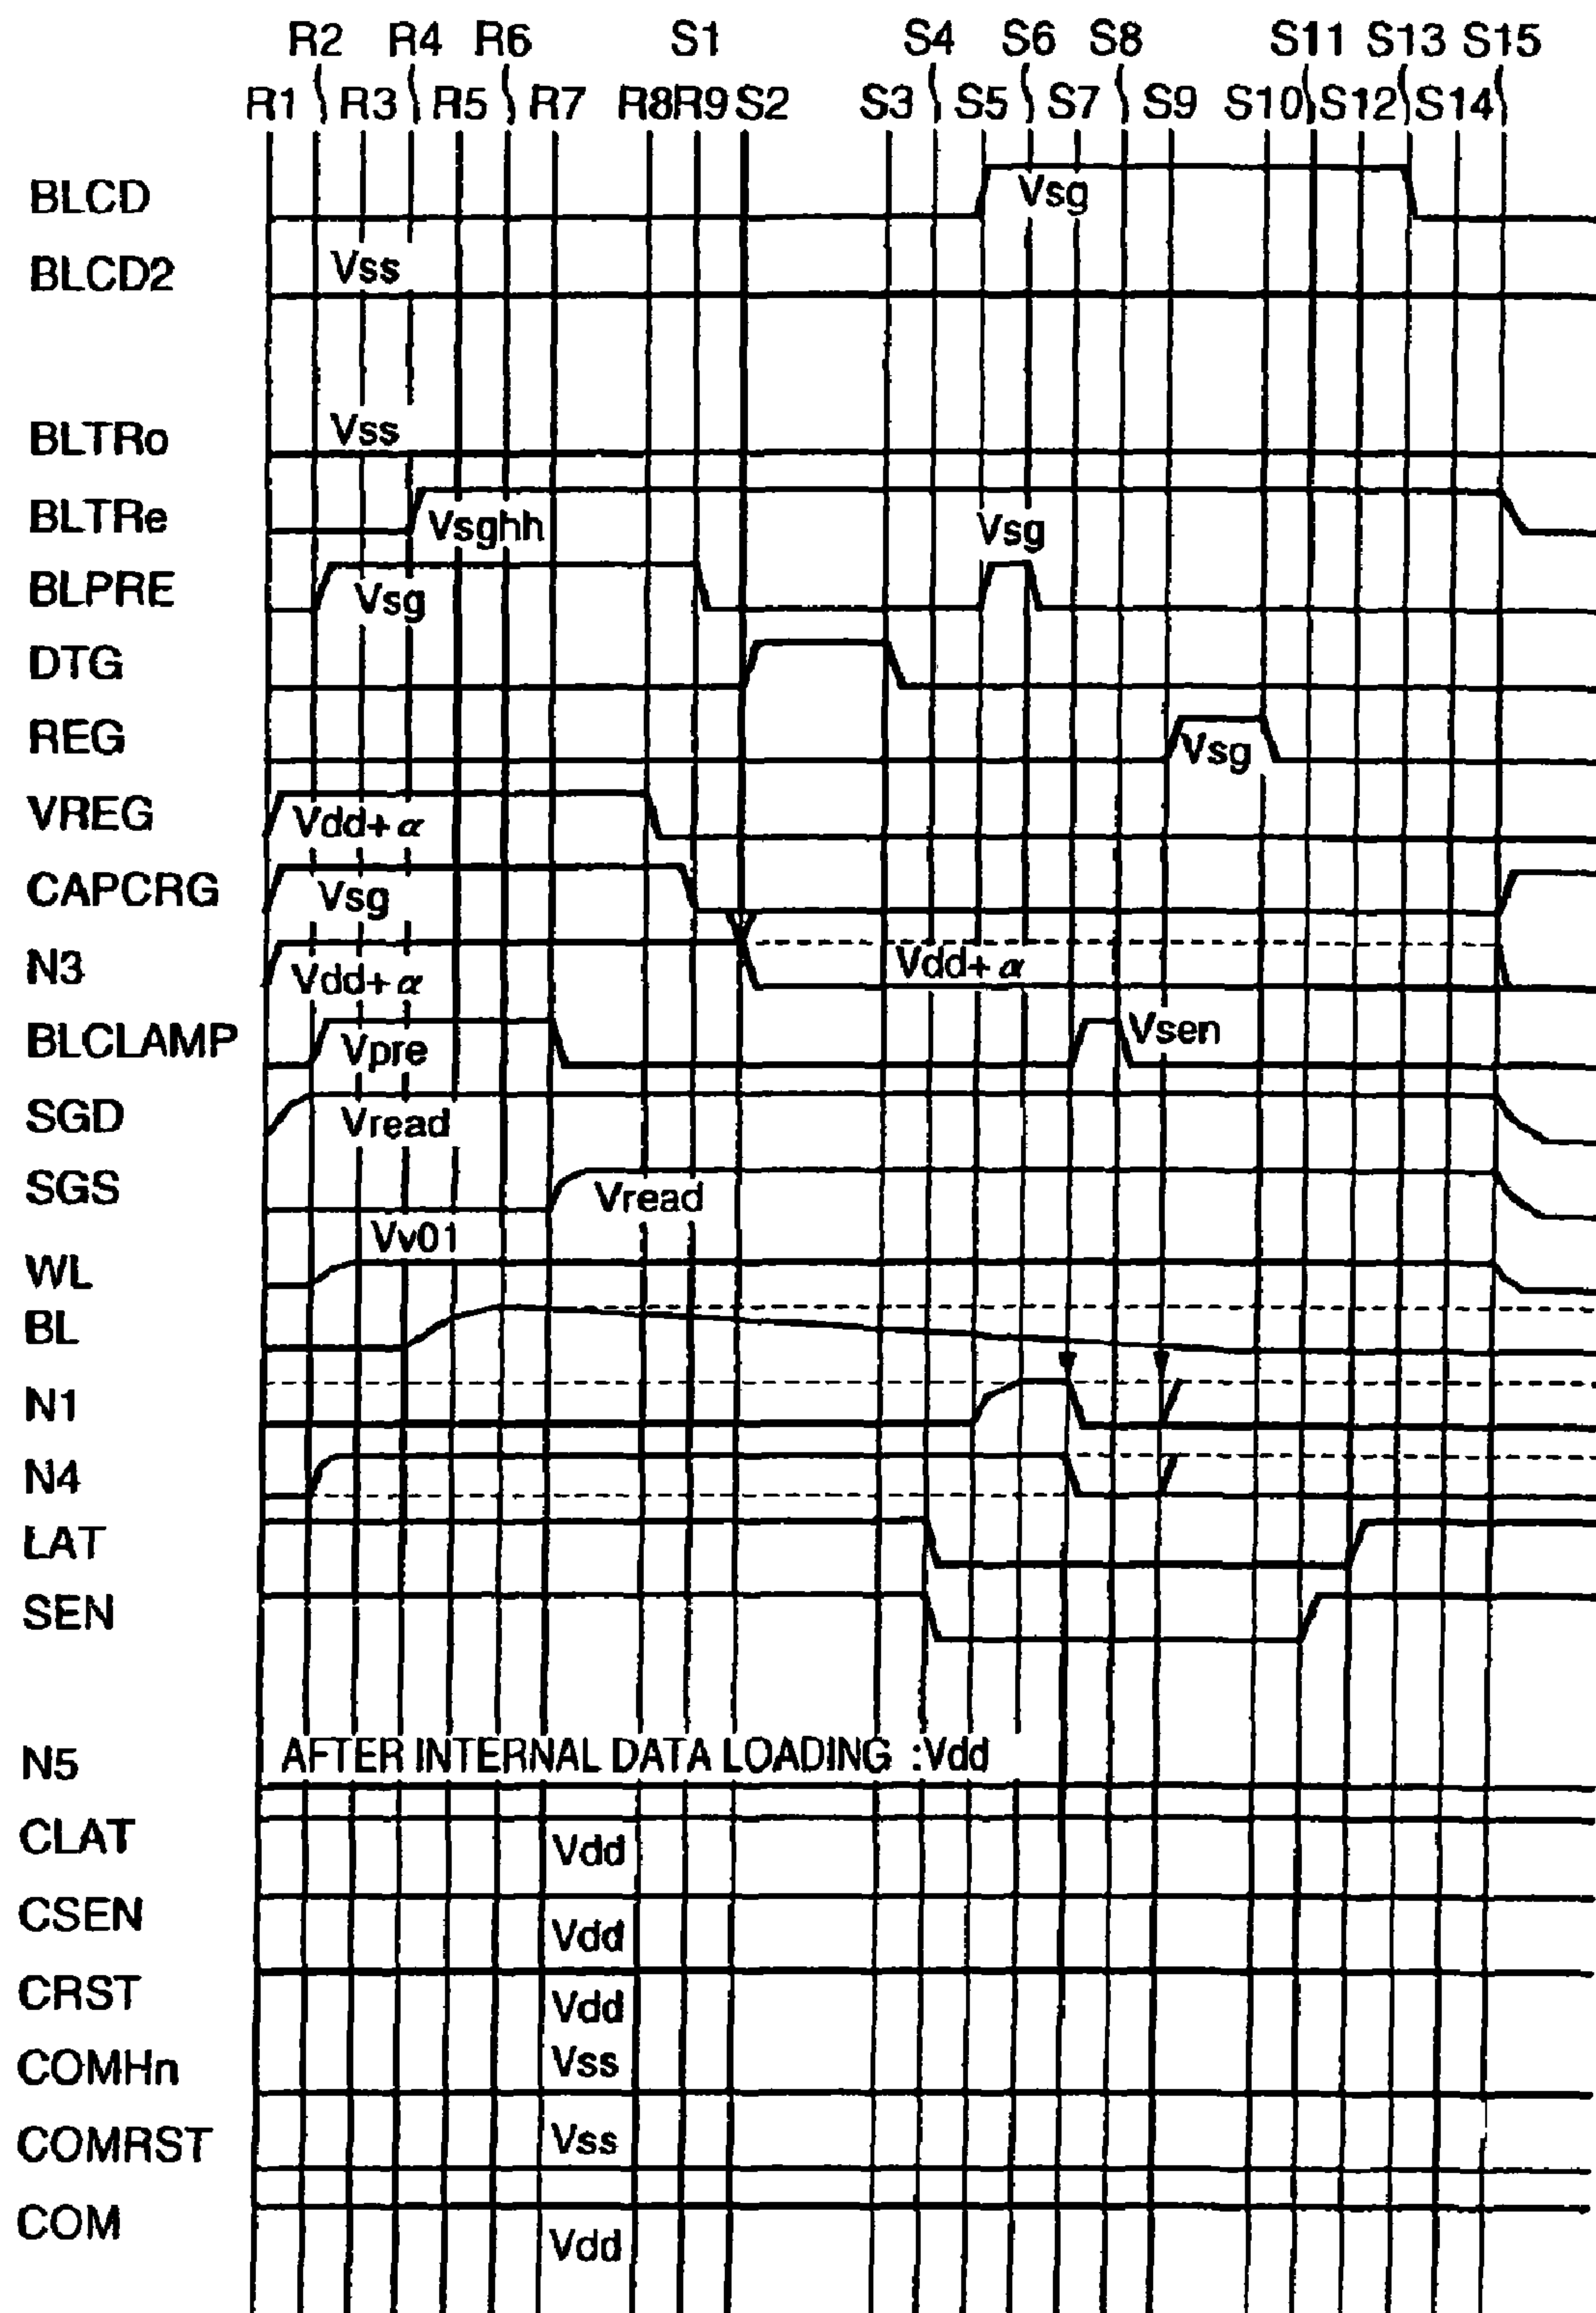 R2 R4 R6 S1 S4 S6 S8 S11 S13 S15
R1 R3 R5 R7 R8 R9 S2 S3 S5 S7 S9 S10 S12 S14
BLCD Vsg
BLCD2 Vss
BLTRo Vss
BLTRe Vsghh Vsg
BLPRE Vsg
DTG
REG Vsg
VREG Vdd+α
CAPCRG Vsg
N3 Vdd+α Vdd+α
BLCLAMP Vpre Vsen
SGD Vread
SGS Vread
Vv01
WL
BL
N1
N4
LAT
SEN
N5 AFTER INTERNAL DATA LOADING :Vdd
CLAT Vdd
CSEN Vdd
CRST Vdd
COMHn Vss
COMRST Vss
COM Vdd